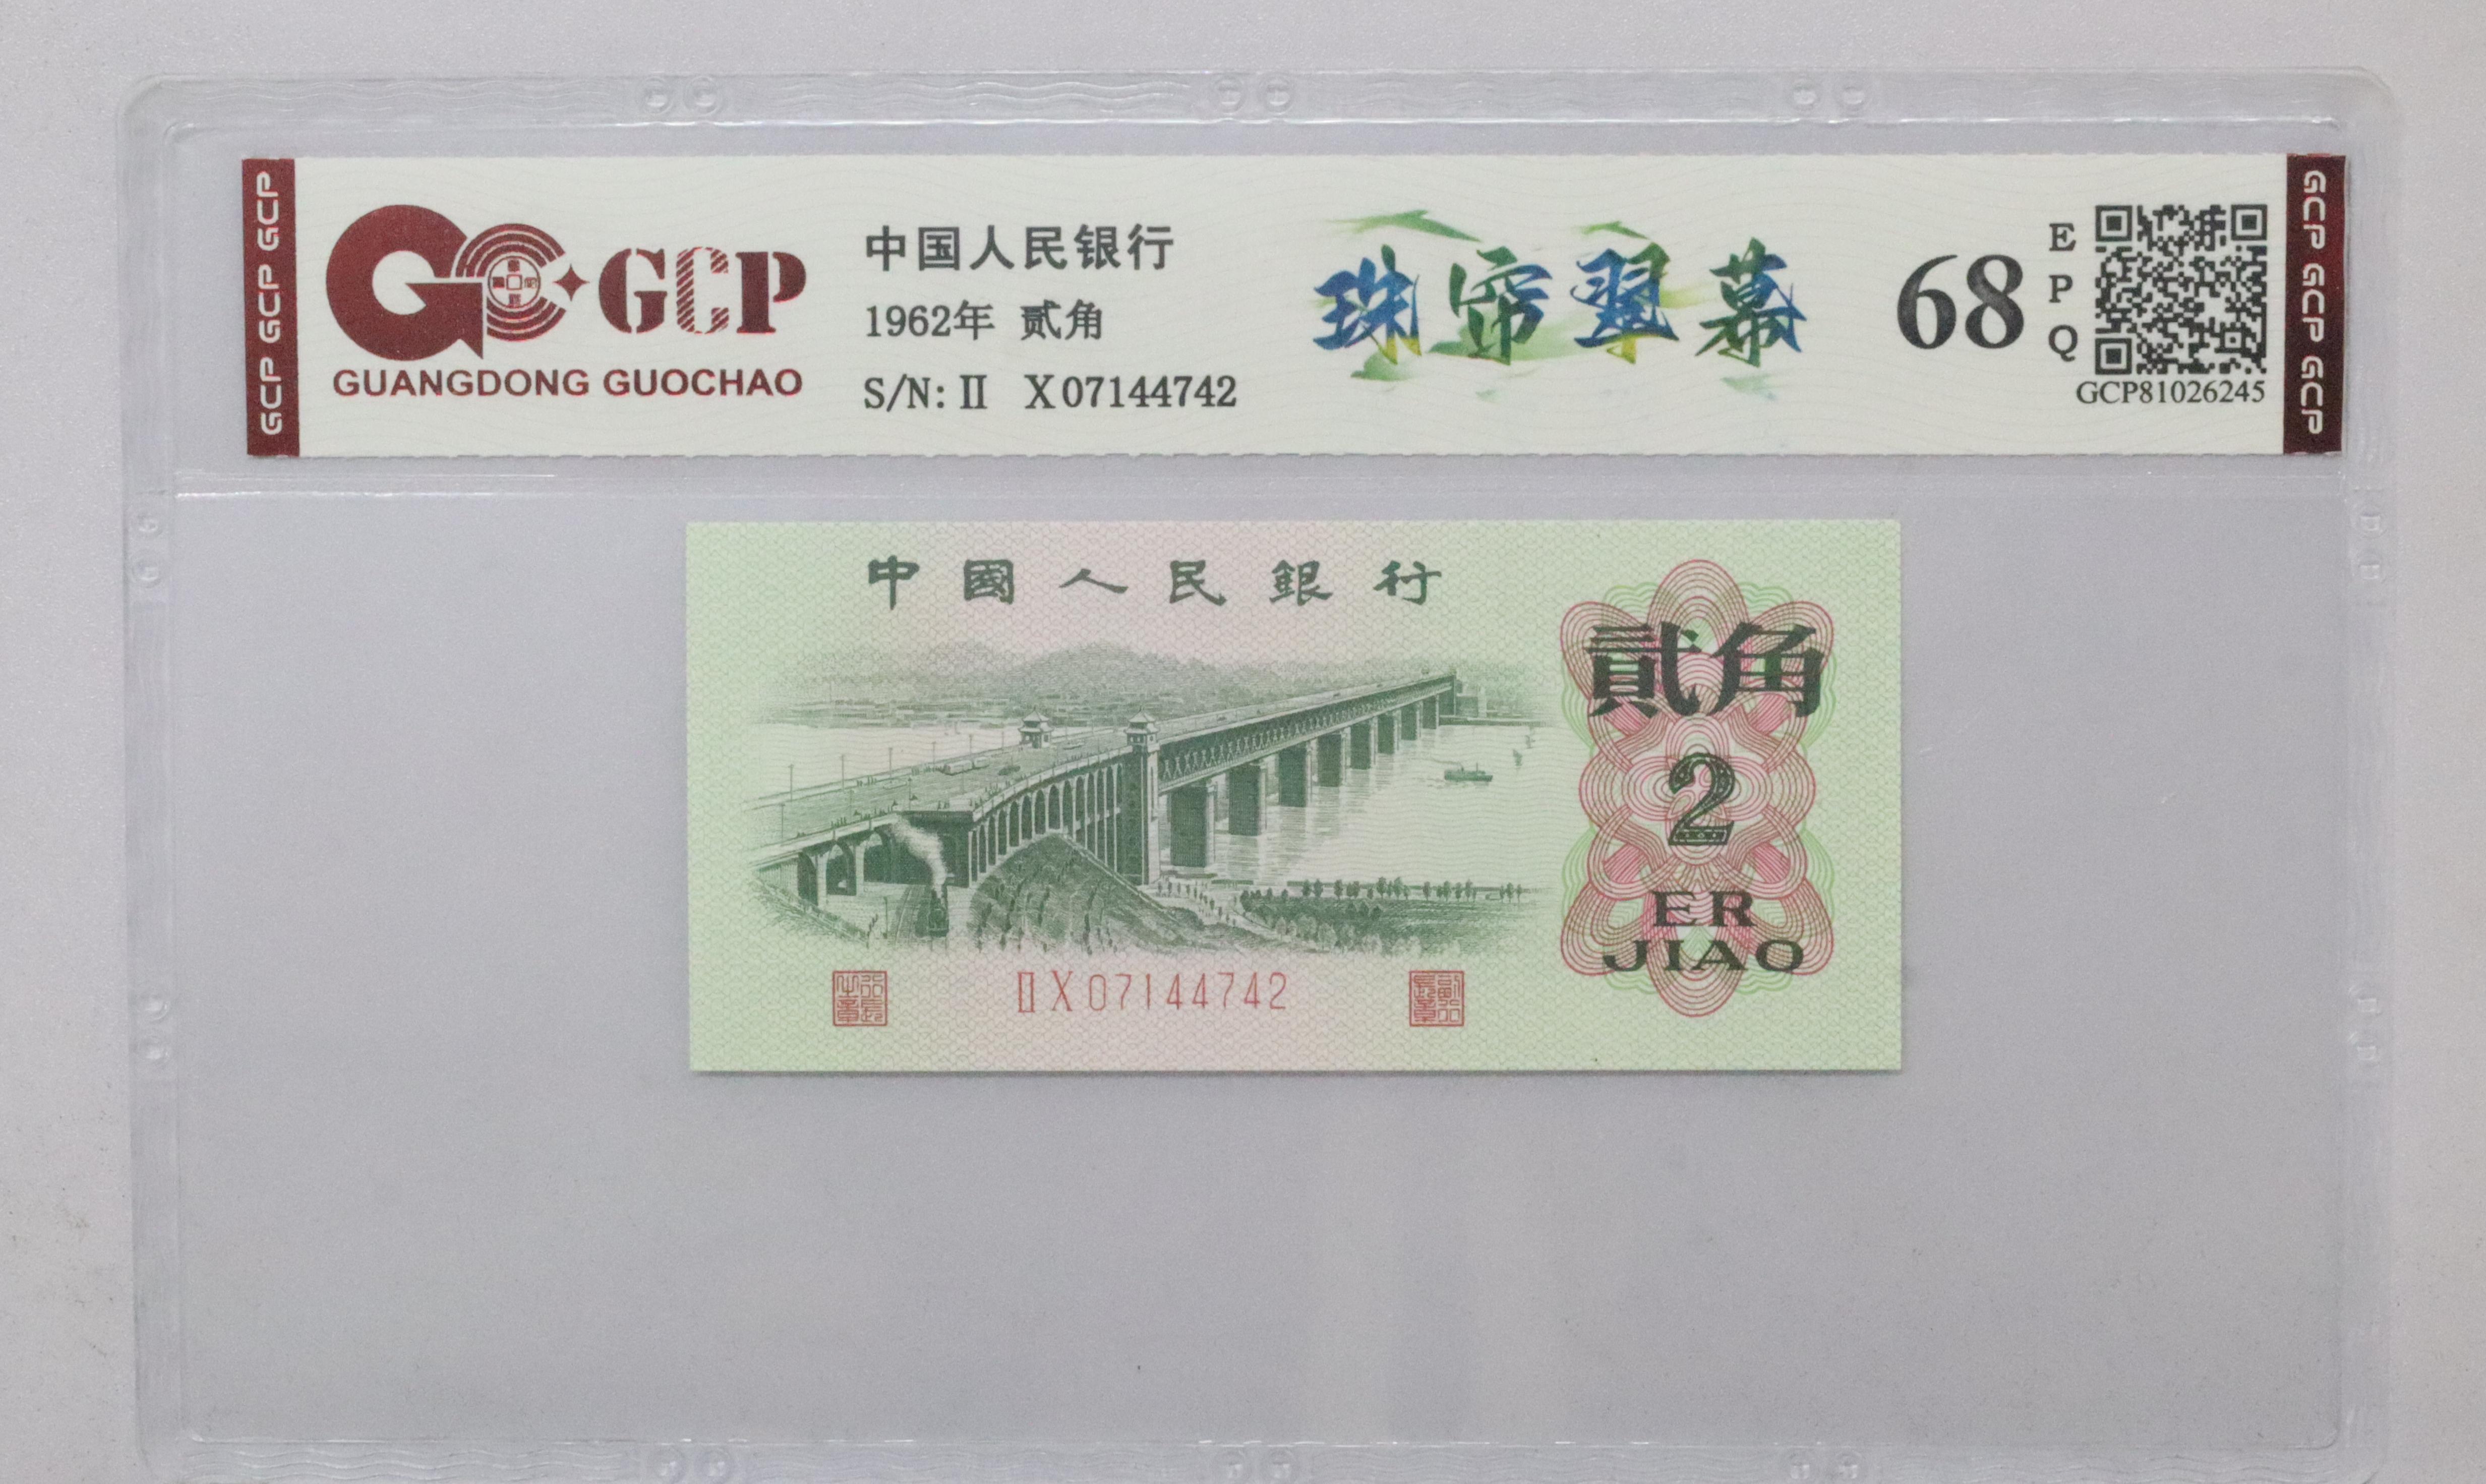 GCP GCP GCP
GCP
GUANGDONG GUOCHAO
中国人民银行
1962年 贰角
S/N: II X07144742
珠帘翠幕
68
EPQ
GCP81026245
GCP GCP GCP
中國人民銀行
貳角
2
ER
JIAO
II X 07144742